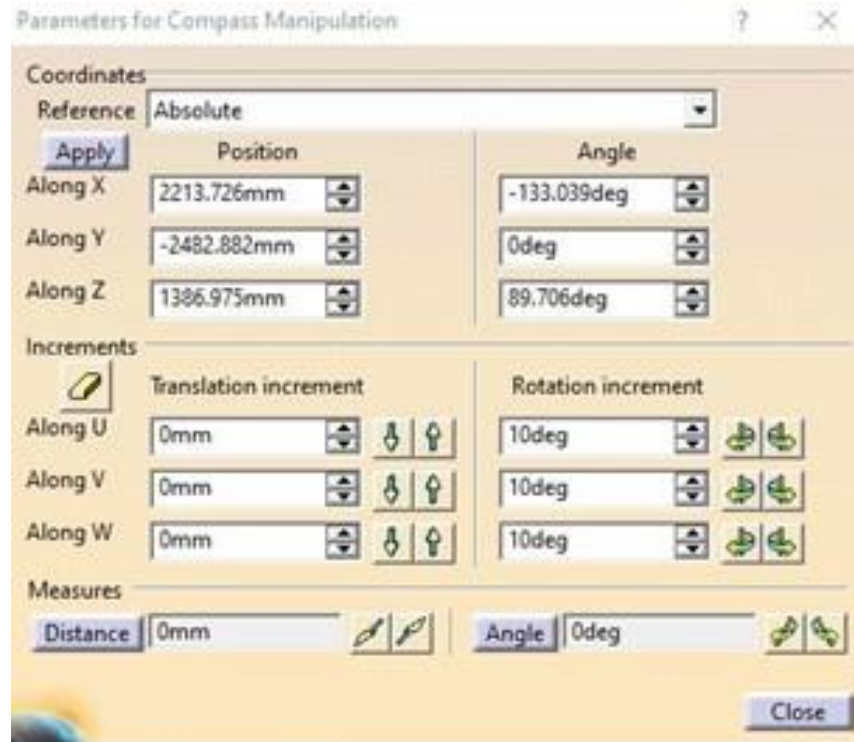 Parameters for Compass Manipulation ?
Coordinates
Reference Absolute
Apply Position Angle
Along X 2213.726mm -133.039deg
Along Y -2482.882mm 0deg
Along Z 1386.975mm 89.706deg
Increments
Translation increment Rotation increment
Along U 0mm 10deg
Along V 0mm 10deg
Along W 0mm 10deg
Measures
Distance 0mm Angle 0deg
Close